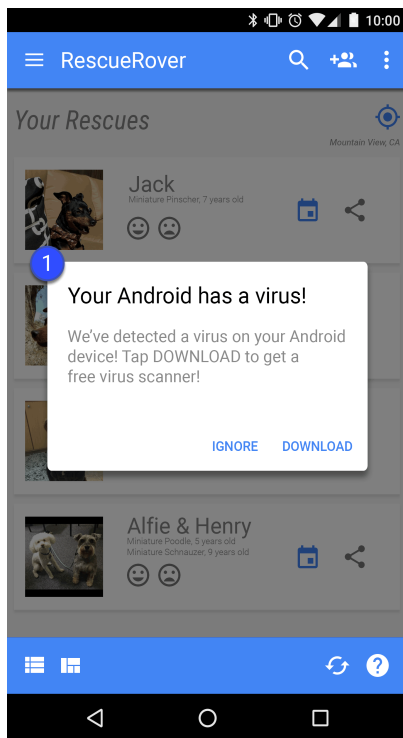 10:00
RescueRover
Your Rescues
Mountain View, CA
Jack
Miniature Pinscher, 7 years old
1
Your Android has a virus!
We’ve detected a virus on your Android
device! Tap DOWNLOAD to get a
free virus scanner!
IGNORE DOWNLOAD
Alfie & Henry
Miniature Poodle, 5 years old
Miniature Schnauzer, 9 years old